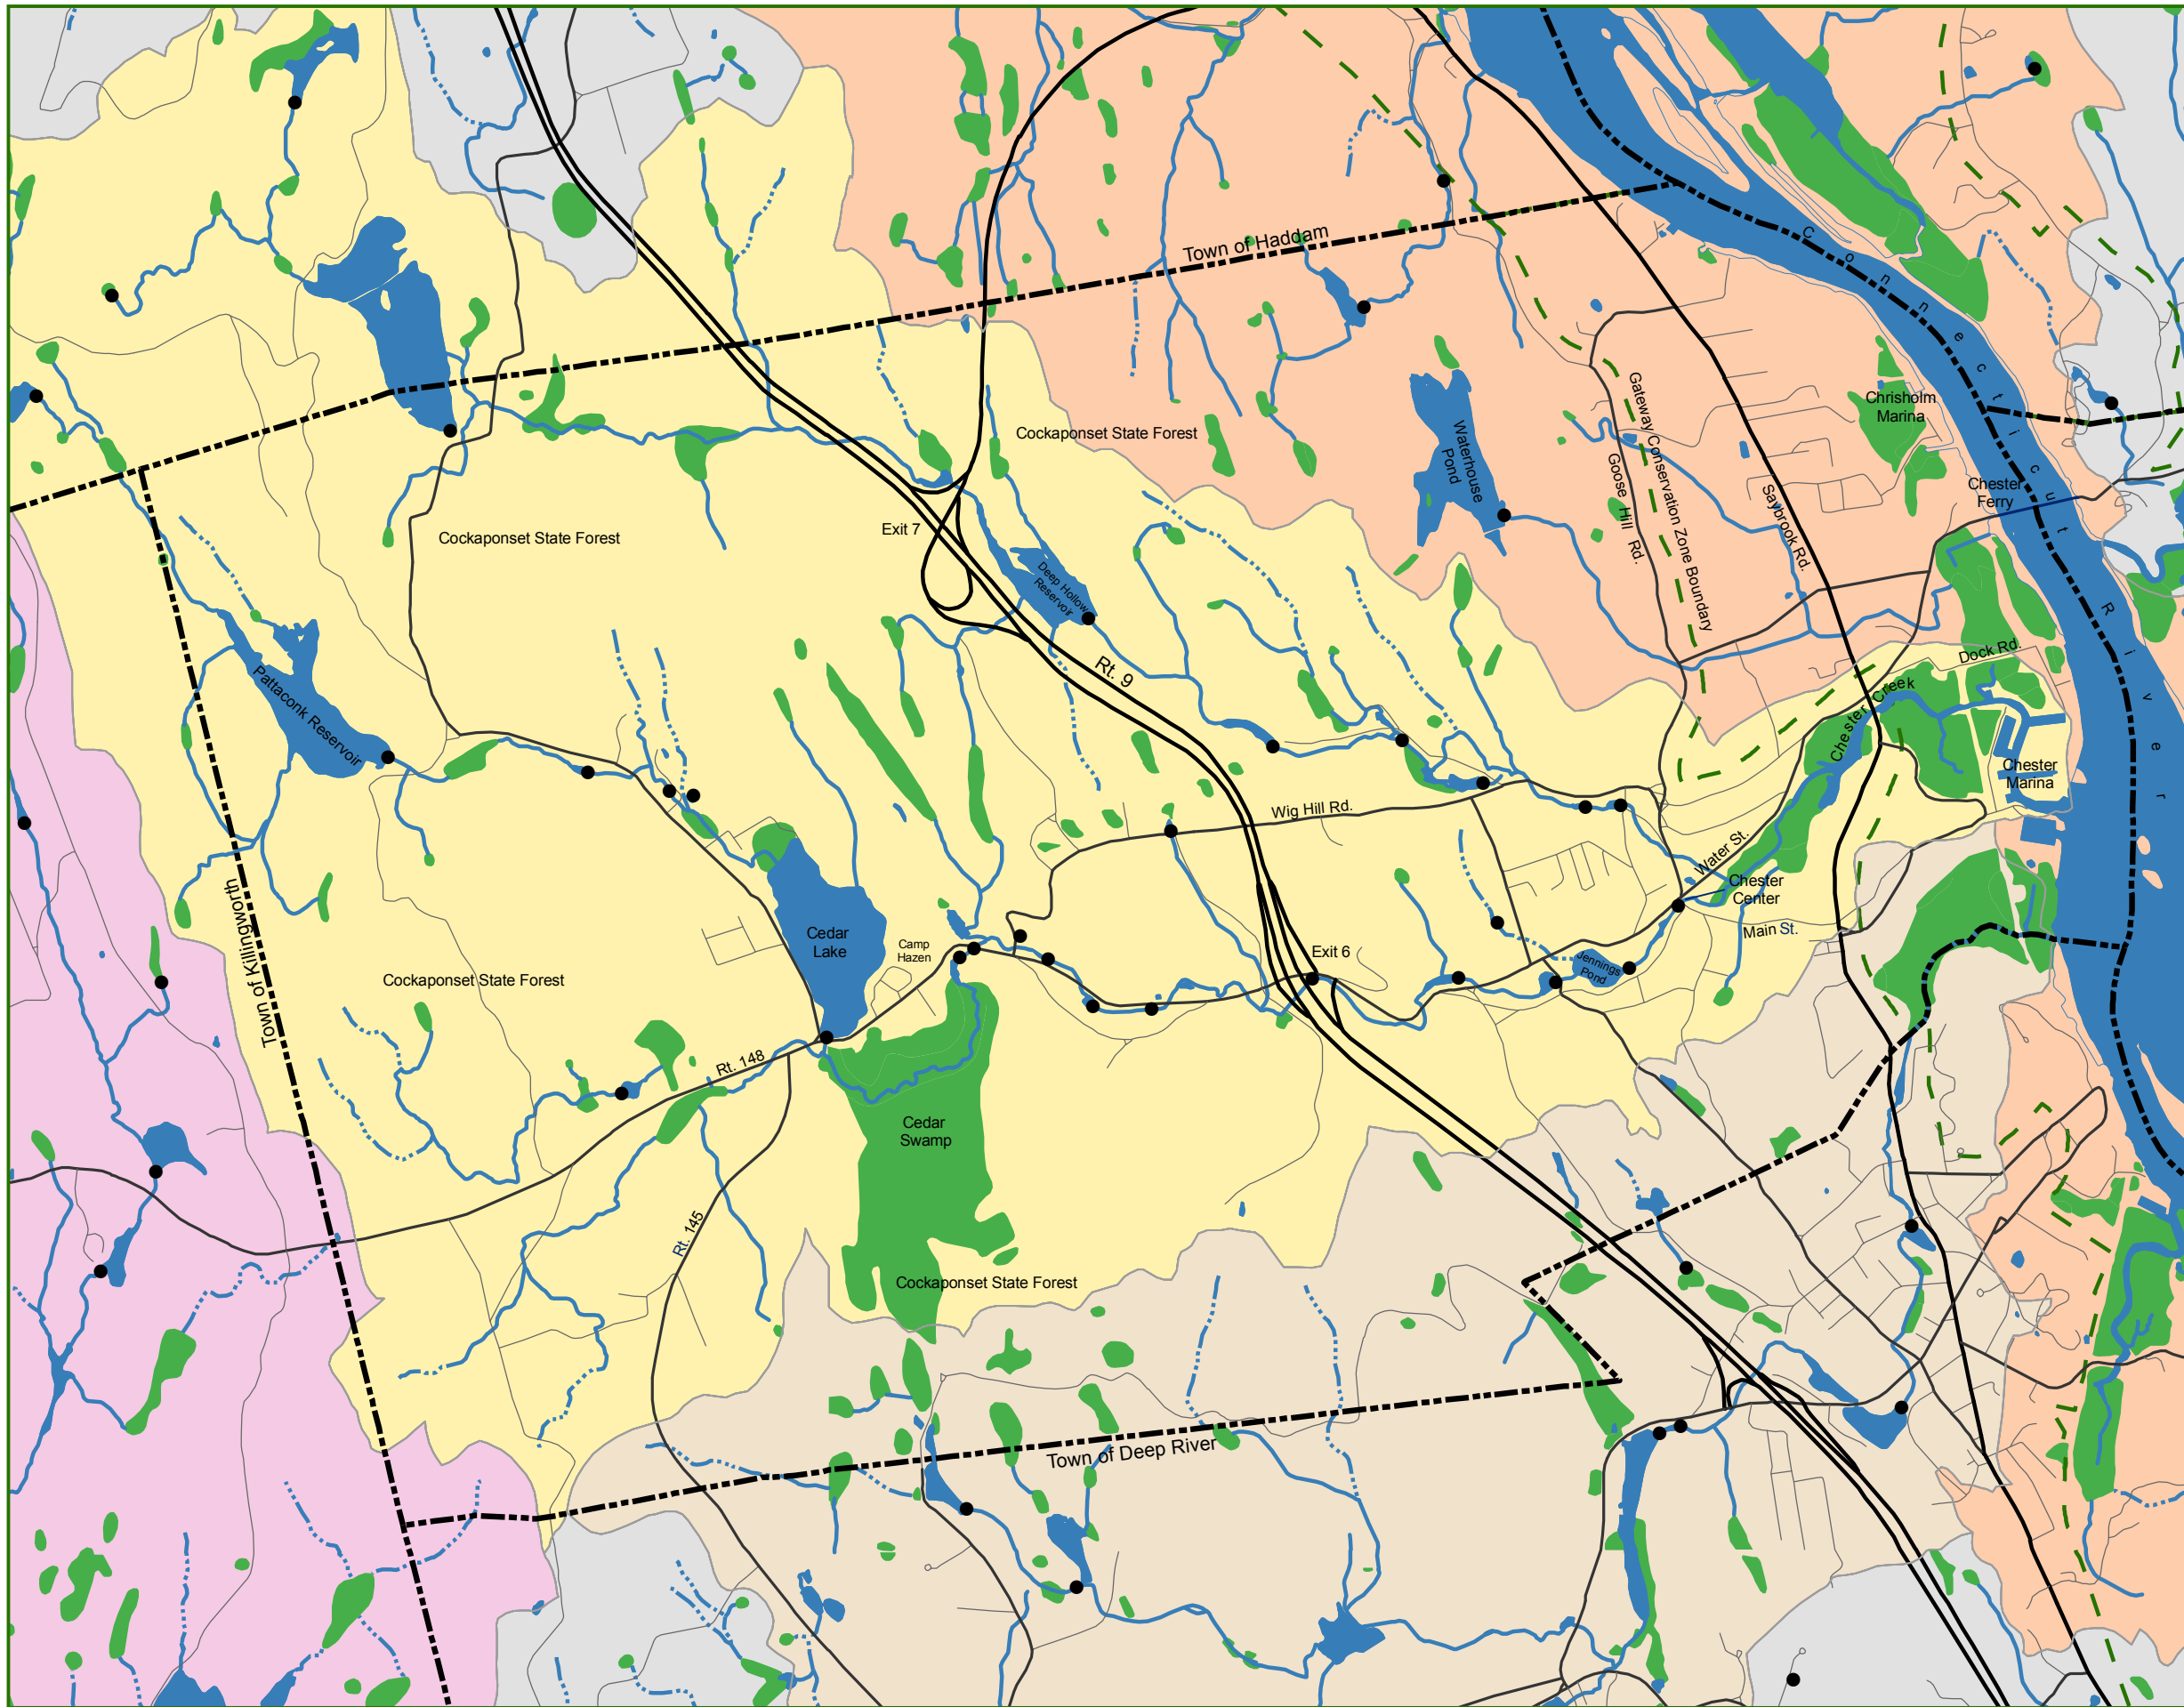 Town of Haddam
Connecticut River
Chrisholm
Marina
Gateway Conservation Zone Boundary
Cockaponset State Forest
Waterhouse
Pond
Goose Hill Rd.
Saybrook Rd.
Chester
Ferry
Exit 7
Cockaponset State Forest
Deep Hollow
Reservoir
Dock Rd.
Rt. 9
Chester Creek
Pattaconk Reservoir
Chester
Marina
Wig Hill Rd.
Water St.
Chester
Center
Main St.
Town of Killingworth
Cedar
Lake
Camp
Hazen
Exit 6
Jennings
Pond
Cockaponset State Forest
Rt. 148
Cedar
Swamp
Rt. 145
Cockaponset State Forest
Town of Deep River